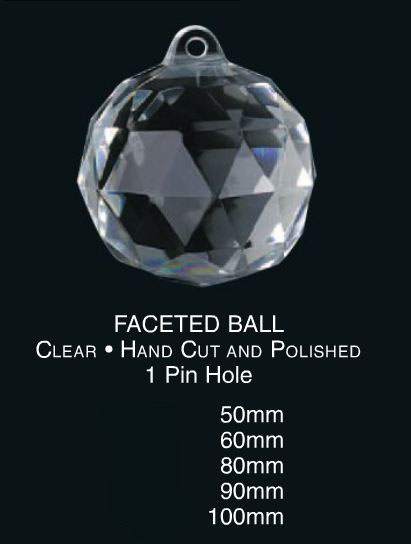 FACETED BALL
CLEAR • HAND CUT AND POLISHED
1 Pin Hole
50mm
60mm
80mm
90mm
100mm